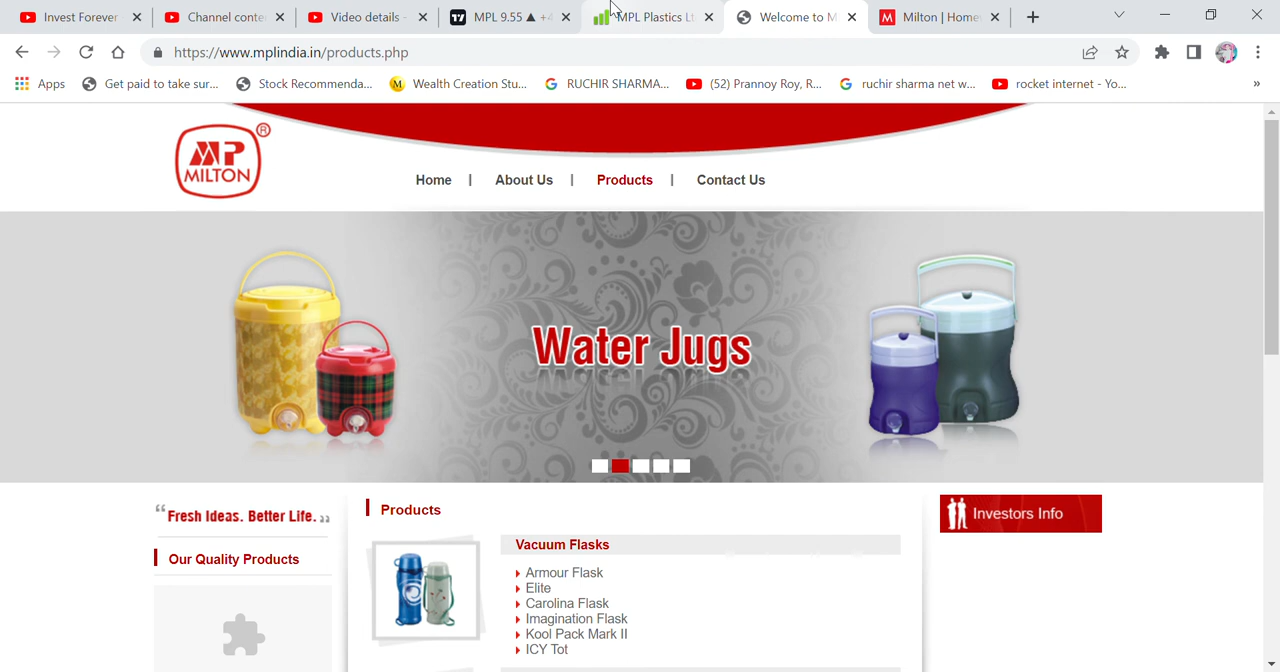 Invest Forever
Channel conte
Video details -
MPL 9.55 ▲ +4
MPL Plastics Lt
Welcome to M
Milton | Home
https://www.mplindia.in/products.php
Apps
Get paid to take sur...
Stock Recommenda...
Wealth Creation Stu...
RUCHIR SHARMA...
(52) Prannoy Roy, R...
ruchir sharma net w...
rocket internet - Yo...
»
MP
MILTON
®
Home | About Us | Products | Contact Us
Water Jugs
“ Fresh Ideas. Better Life. ”
Our Quality Products
Products
Vacuum Flasks
Armour Flask
Elite
Carolina Flask
Imagination Flask
Kool Pack Mark II
ICY Tot
Investors Info